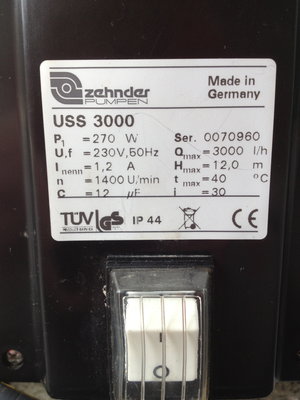 zehnder
PUMPEN
Made in
Germany
USS 3000
P1 = 270 W
Ser. 0070960
U,f = 230V,50Hz
Qmax = 3000 l/h
Inenn = 1,2 A
Hmax = 12,0 m
n = 1400 U/min
tmax = 40 °C
C = 12 µF
i = 30
TÜV GS
IP 44
CE
I
O